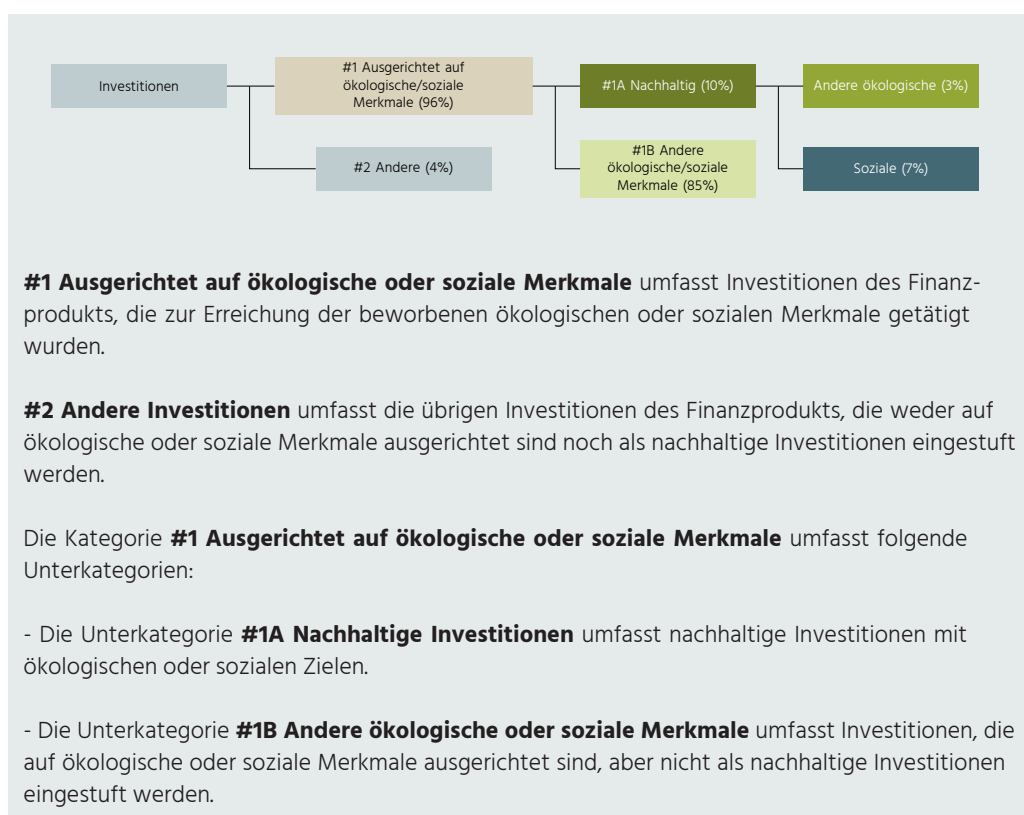 Investitionen
#1 Ausgerichtet auf
ökologische/soziale
Merkmale (96%)
#1A Nachhaltig (10%)
Andere ökologische (3%)
#2 Andere (4%)
#1B Andere
ökologische/soziale
Merkmale (85%)
Soziale (7%)
#1 Ausgerichtet auf ökologische oder soziale Merkmale umfasst Investitionen des Finanz-
produkts, die zur Erreichung der beworbenen ökologischen oder sozialen Merkmale getätigt
wurden.
#2 Andere Investitionen umfasst die übrigen Investitionen des Finanzprodukts, die weder auf
ökologische oder soziale Merkmale ausgerichtet sind noch als nachhaltige Investitionen eingestuft
werden.
Die Kategorie #1 Ausgerichtet auf ökologische oder soziale Merkmale umfasst folgende
Unterkategorien:
- Die Unterkategorie #1A Nachhaltige Investitionen umfasst nachhaltige Investitionen mit
ökologischen oder sozialen Zielen.
- Die Unterkategorie #1B Andere ökologische oder soziale Merkmale umfasst Investitionen, die
auf ökologische oder soziale Merkmale ausgerichtet sind, aber nicht als nachhaltige Investitionen
eingestuft werden.